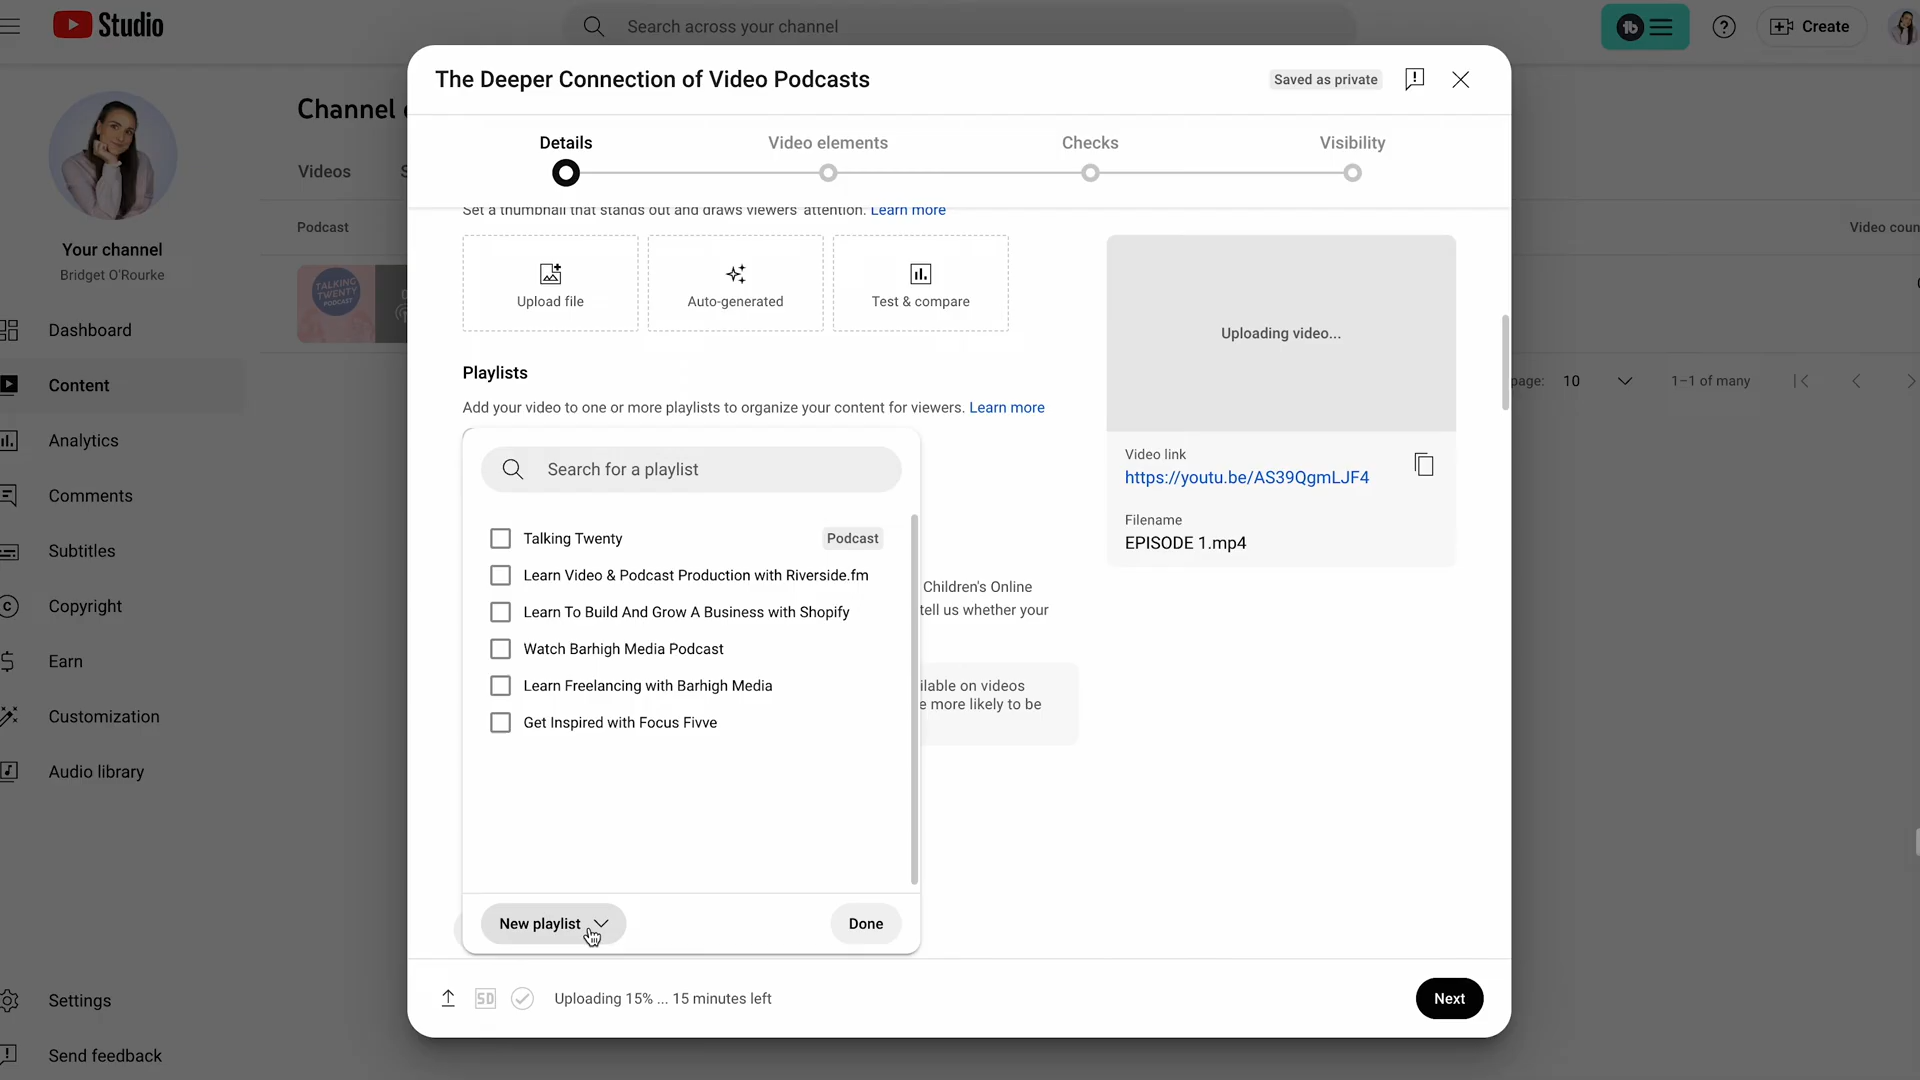 Studio
Search across your channel
Create
The Deeper Connection of Video Podcasts
Saved as private
Details
Video elements
Checks
Visibility
Channel
Videos
Podcast
Video coun
TALKING
TWENTY
PODCAST
Your channel
Bridget O'Rourke
Dashboard
Content
Analytics
Comments
Subtitles
Copyright
Earn
Customization
Audio library
Settings
Send feedback
Set a thumbnail that stands out and draws viewers' attention. Learn more
Upload file
Auto-generated
Test & compare
Playlists
Add your video to one or more playlists to organize your content for viewers. Learn more
Search for a playlist
Talking Twenty
Podcast
Learn Video & Podcast Production with Riverside.fm
Learn To Build And Grow A Business with Shopify
Watch Barhigh Media Podcast
Learn Freelancing with Barhigh Media
Get Inspired with Focus Fivve
Children's Online
tell us whether your
ilable on videos
e more likely to be
New playlist
Done
Uploading video...
Video link
https://youtu.be/AS39QgmLJF4
Filename
EPISODE 1.mp4
page: 10
1–1 of many
SD
Uploading 15% ... 15 minutes left
Next